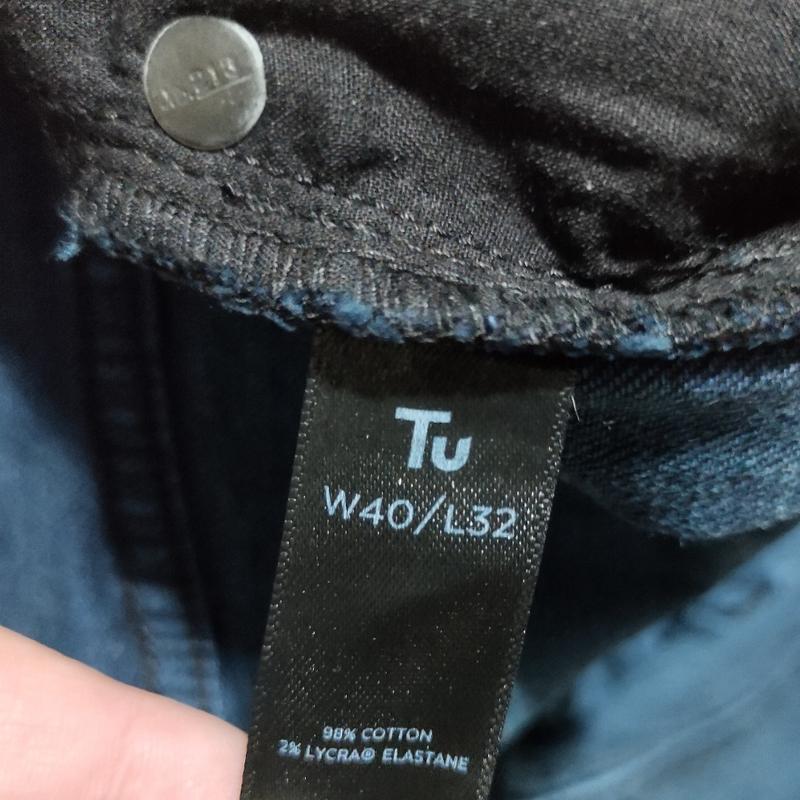 Tu
W40/L32
98% COTTON
2% LYCRA® ELASTANE